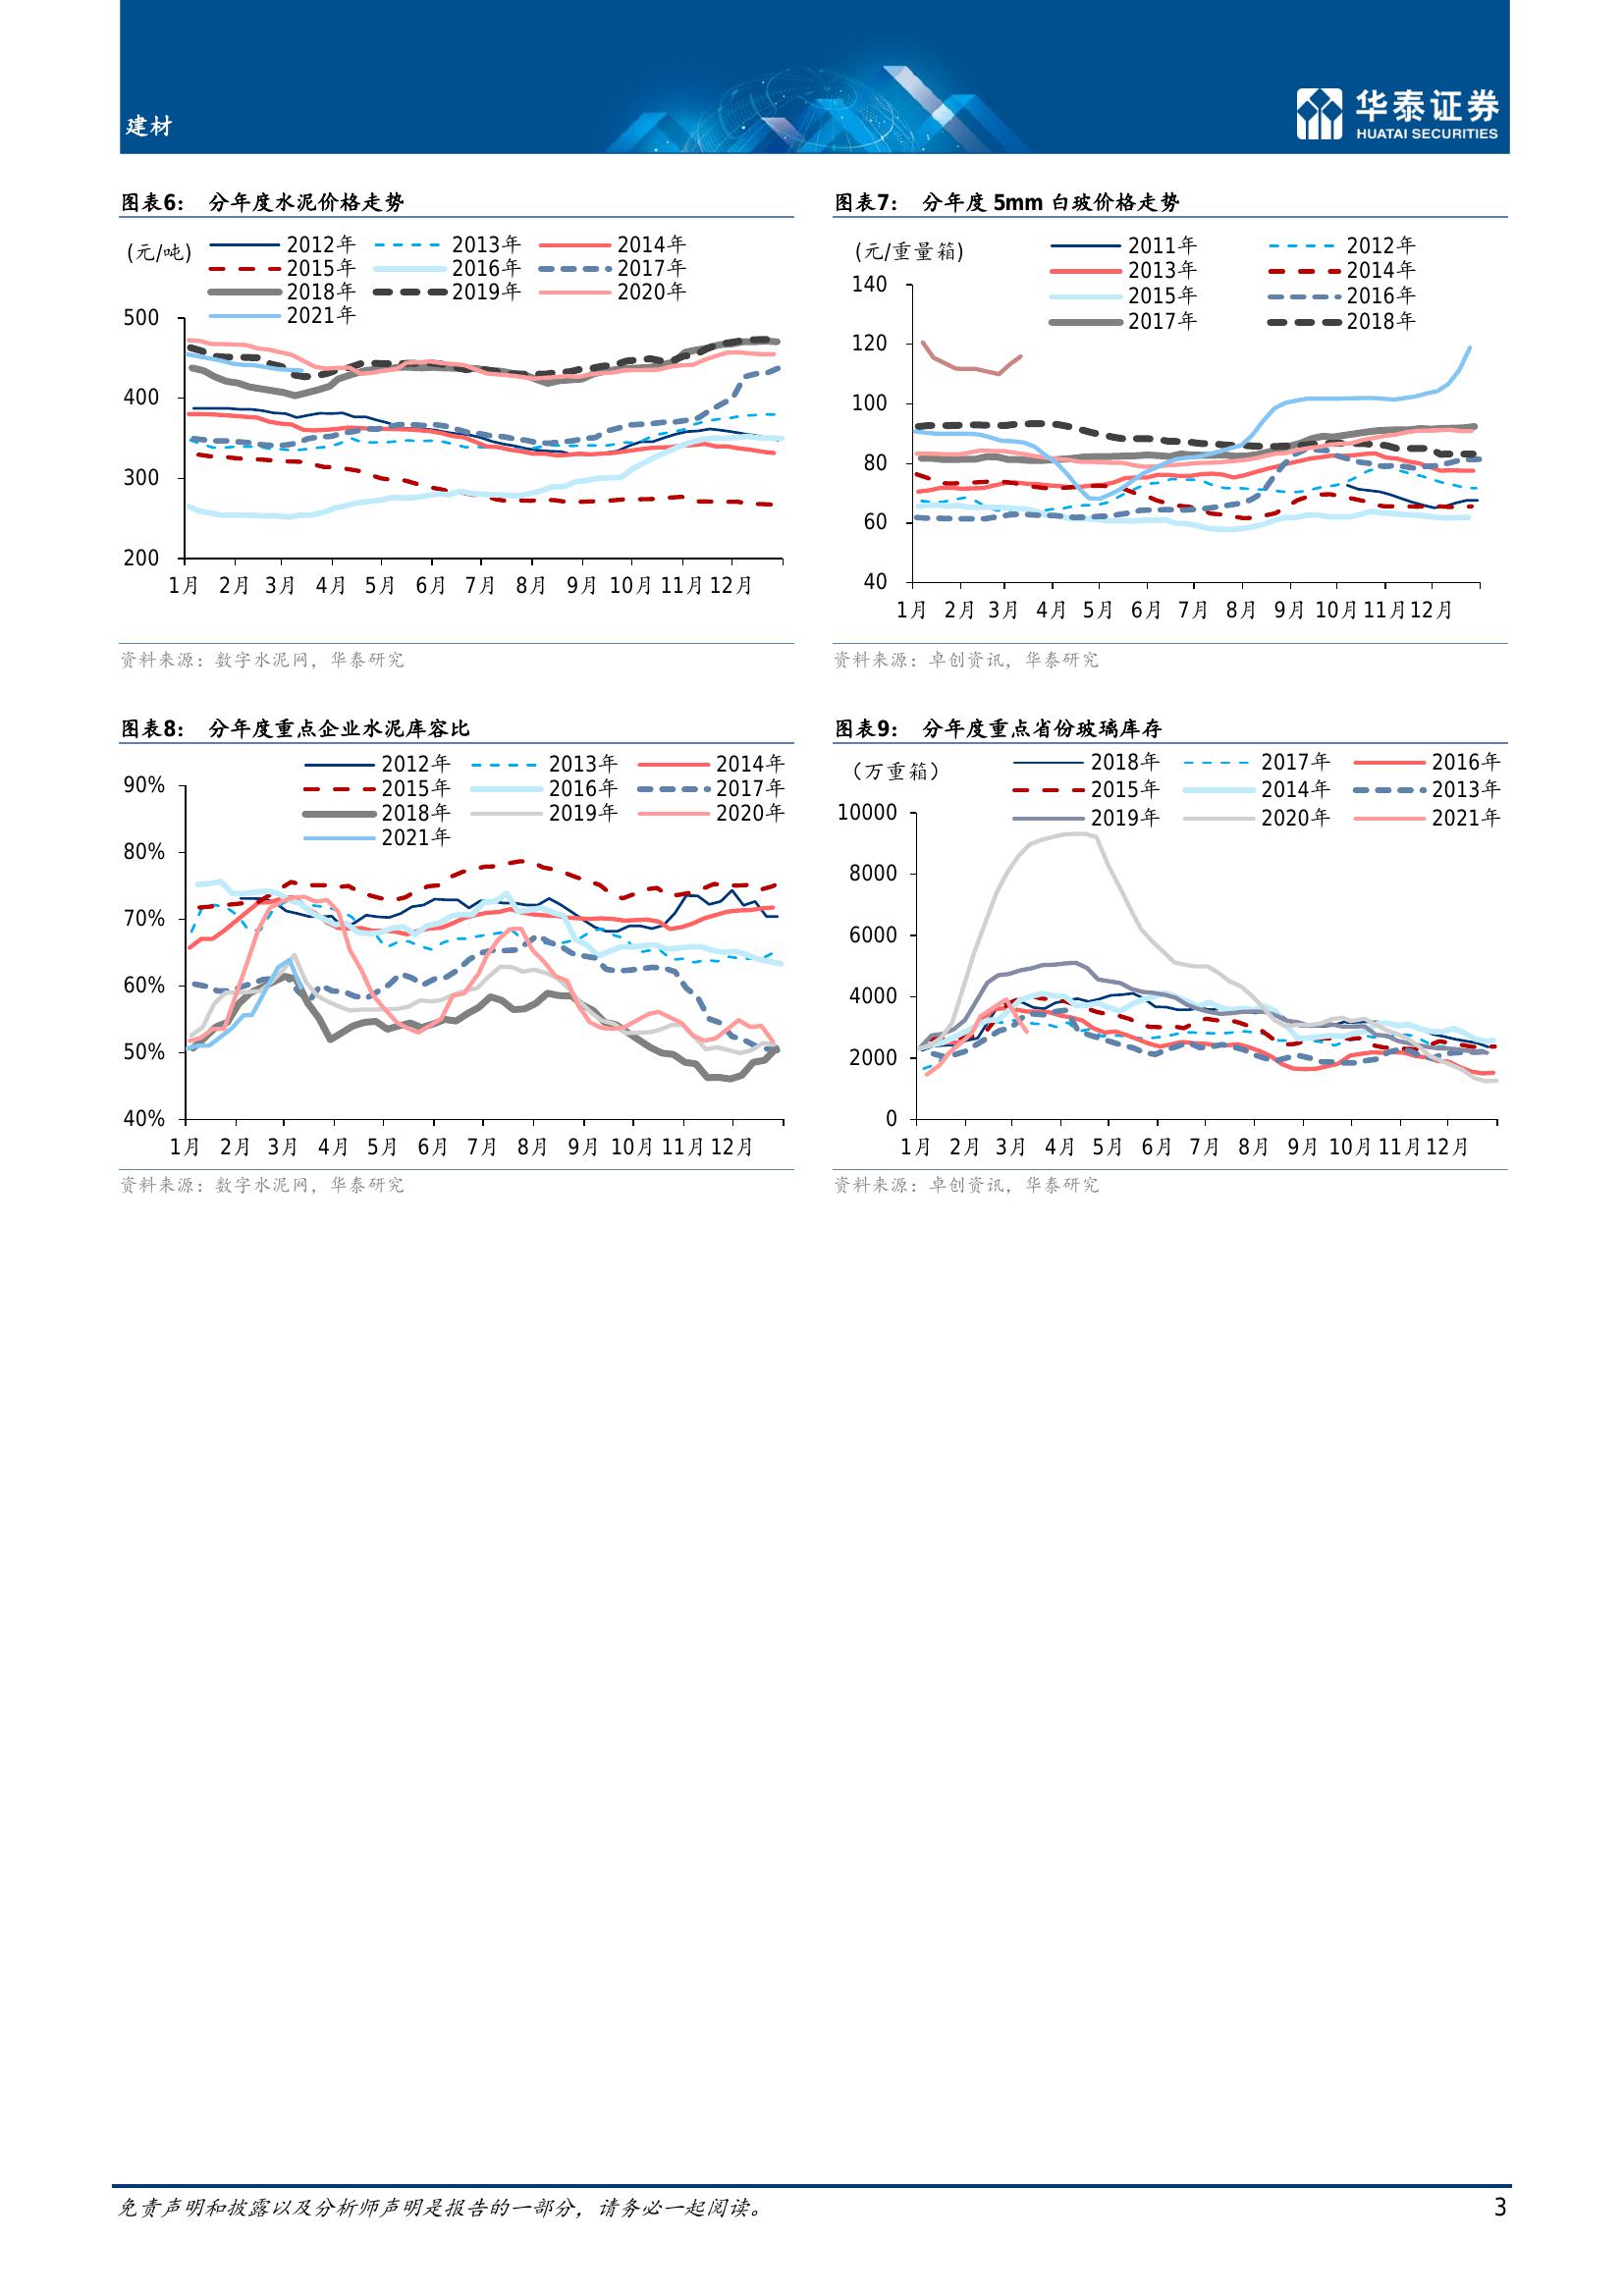 建材
华泰证券
HUATAI SECURITIES
图表6： 分年度水泥价格走势
(元/吨)
2012年 2013年 2014年
2015年 2016年 2017年
2018年 2019年 2020年
2021年
500
400
300
200
1月 2月 3月 4月 5月 6月 7月 8月 9月 10月 11月 12月
资料来源：数字水泥网，华泰研究
图表7： 分年度 5mm 白玻价格走势
(元/重量箱)
2011年 2012年
2013年 2014年
2015年 2016年
2017年 2018年
140
120
100
80
60
40
1月 2月 3月 4月 5月 6月 7月 8月 9月 10月 11月 12月
资料来源：卓创资讯，华泰研究
图表8： 分年度重点企业水泥库容比
2012年 2013年 2014年
2015年 2016年 2017年
2018年 2019年 2020年
2021年
90%
80%
70%
60%
50%
40%
1月 2月 3月 4月 5月 6月 7月 8月 9月 10月 11月 12月
资料来源：数字水泥网，华泰研究
图表9： 分年度重点省份玻璃库存
（万重箱）
2018年 2017年 2016年
2015年 2014年 2013年
2019年 2020年 2021年
10000
8000
6000
4000
2000
0
1月 2月 3月 4月 5月 6月 7月 8月 9月 10月 11月 12月
资料来源：卓创资讯，华泰研究
免责声明和披露以及分析师声明是报告的一部分，请务必一起阅读。
3